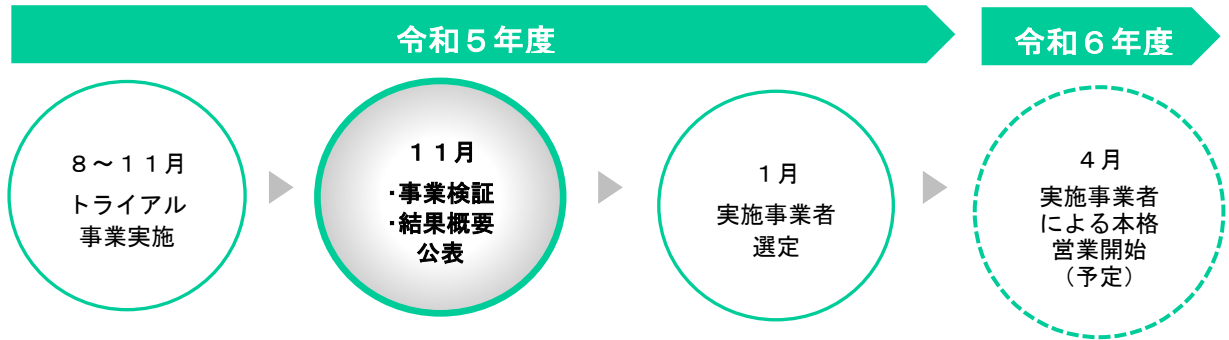 令和５年度
令和６年度
８～１１月
トライアル
事業実施
１１月
・事業検証
・結果概要
公表
１月
実施事業者
選定
４月
実施事業者
による本格
営業開始
（予定）